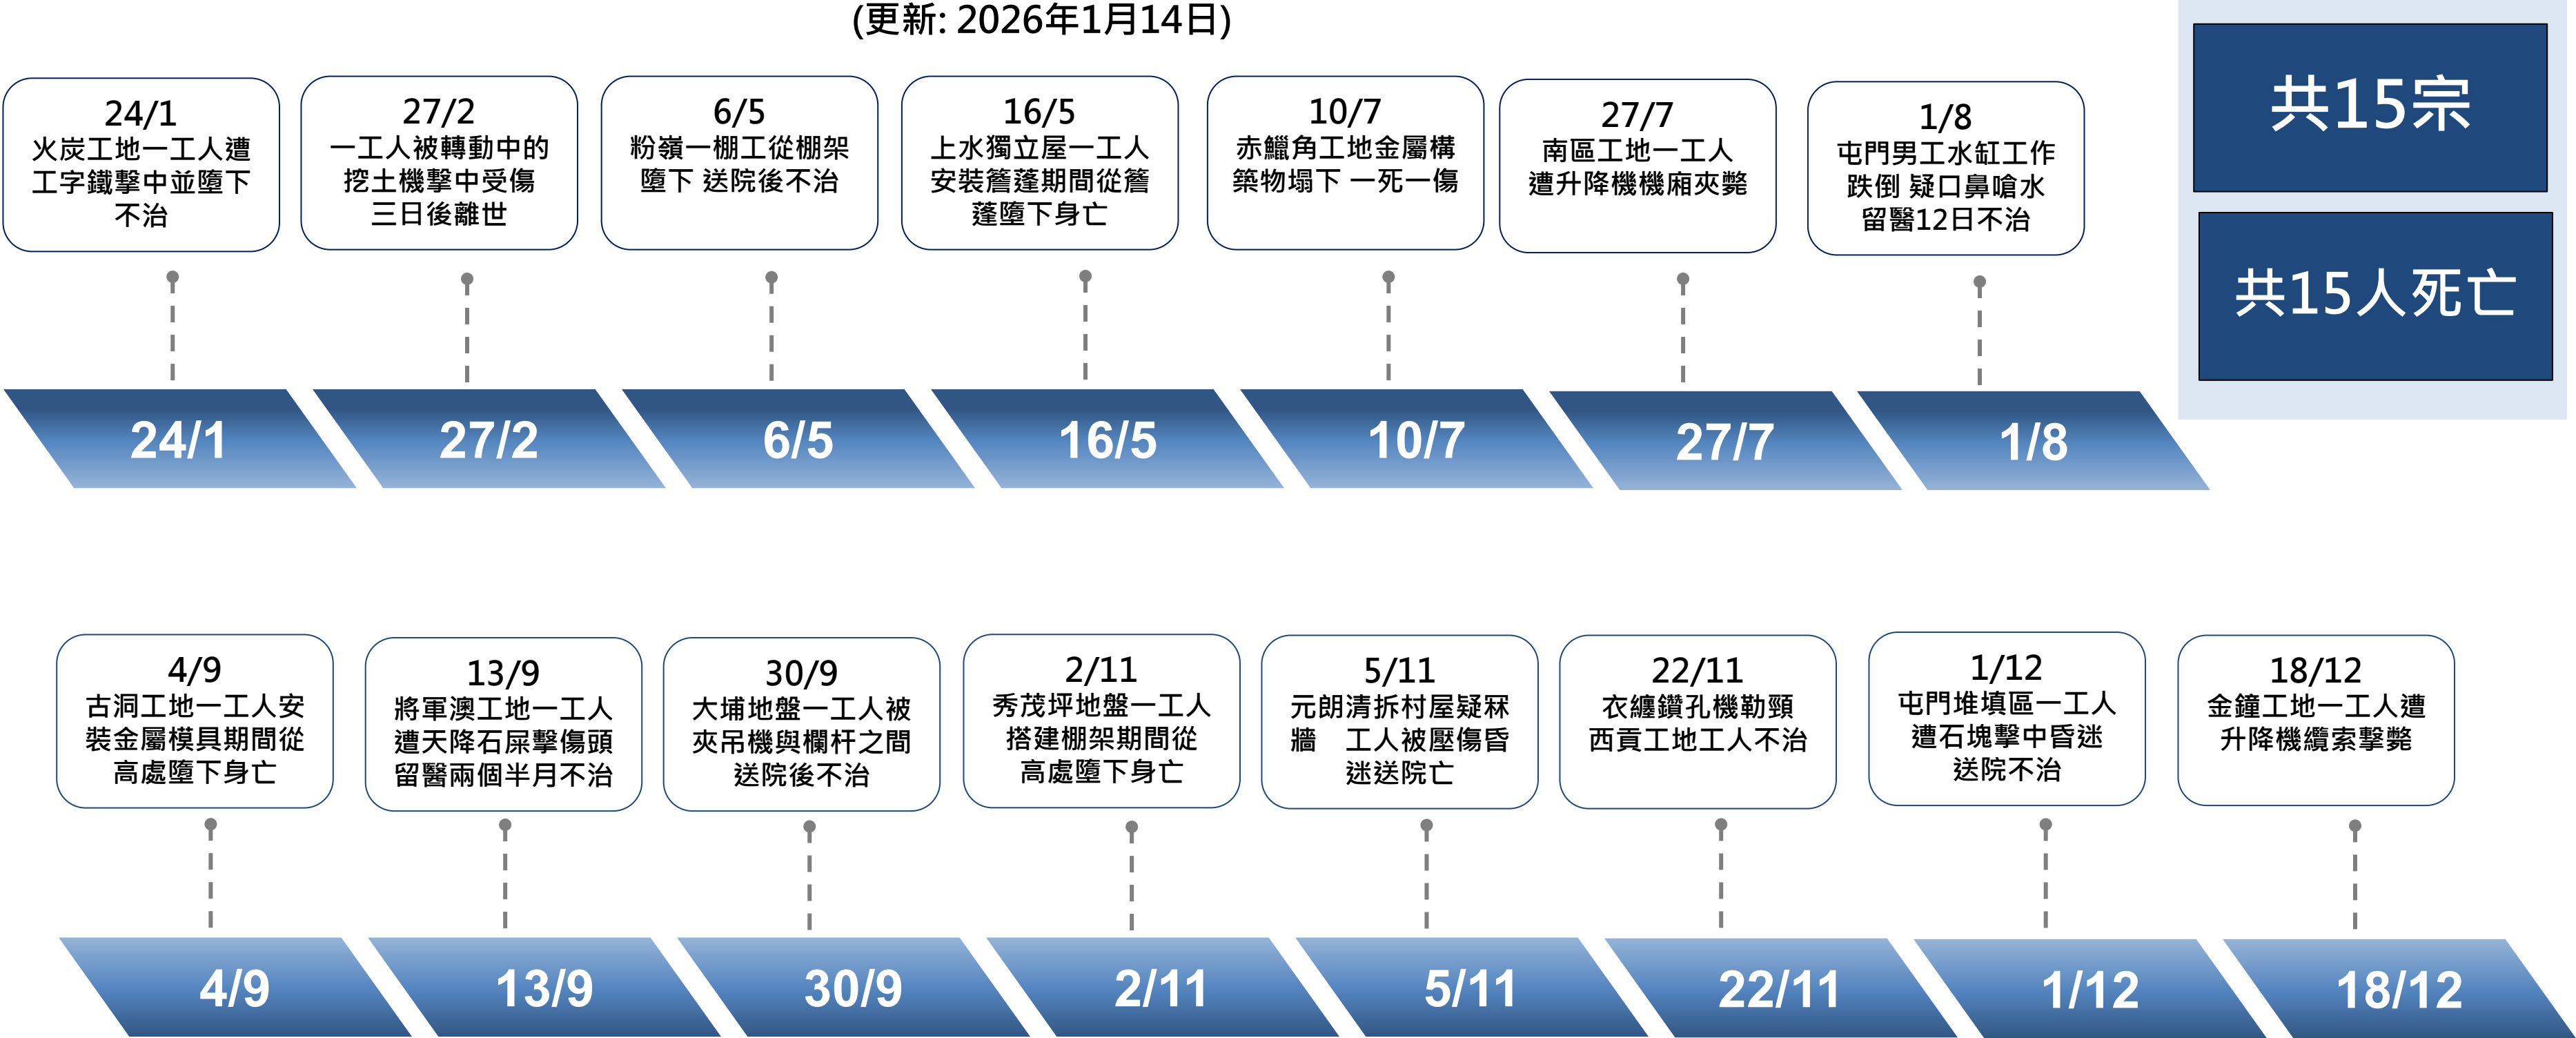 (更新: 2026年1月14日)
共15宗
共15人死亡
24/1
火炭工地一工人遭
工字鐵擊中並墮下
不治
27/2
一工人被轉動中的
挖土機擊中受傷
三日後離世
6/5
粉嶺一棚工從棚架
墮下 送院後不治
16/5
上水獨立屋一工人
安裝簷蓬期間從簷
蓬墮下身亡
10/7
赤鱲角工地金屬構
築物塌下 一死一傷
27/7
南區工地一工人
遭升降機機廂夾斃
1/8
屯門男工水缸工作
跌倒 疑口鼻嗆水
留醫12日不治
24/1
27/2
6/5
16/5
10/7
27/7
1/8
4/9
古洞工地一工人安
裝金屬模具期間從
高處墮下身亡
13/9
將軍澳工地一工人
遭天降石屎擊傷頭
留醫兩個半月不治
30/9
大埔地盤一工人被
夾吊機與欄杆之間
送院後不治
2/11
秀茂坪地盤一工人
搭建棚架期間從
高處墮下身亡
5/11
元朗清拆村屋疑冧
牆　工人被壓傷昏
迷送院亡
22/11
衣纏鑽孔機勒頸
西貢工地工人不治
1/12
屯門堆填區一工人
遭石塊擊中昏迷
送院不治
18/12
金鐘工地一工人遭
升降機纜索擊斃
4/9
13/9
30/9
2/11
5/11
22/11
1/12
18/12